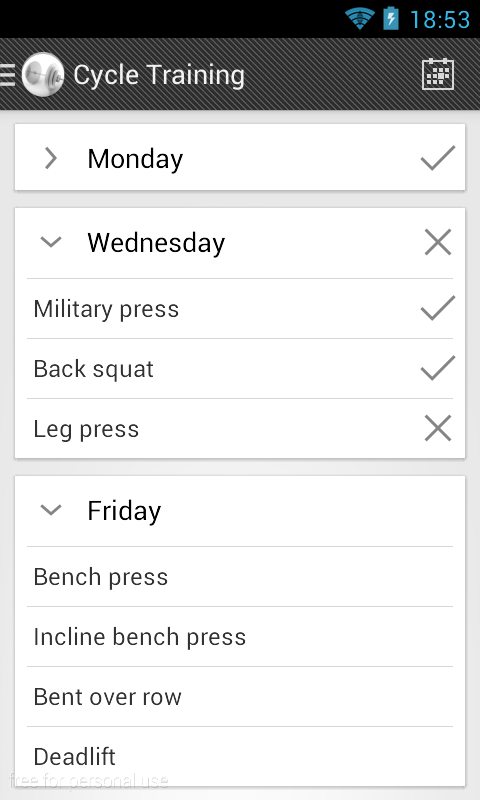 18:53
Cycle Training
Monday
Wednesday
Military press
Back squat
Leg press
Friday
Bench press
Incline bench press
Bent over row
Deadlift
free for personal use